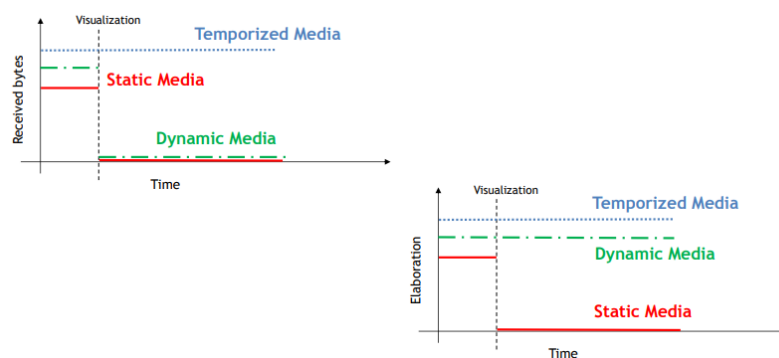 Visualization
Temporized Media
Received bytes
Static Media
Dynamic Media
Time
Visualization
Temporized Media
Elaboration
Dynamic Media
Static Media
Time